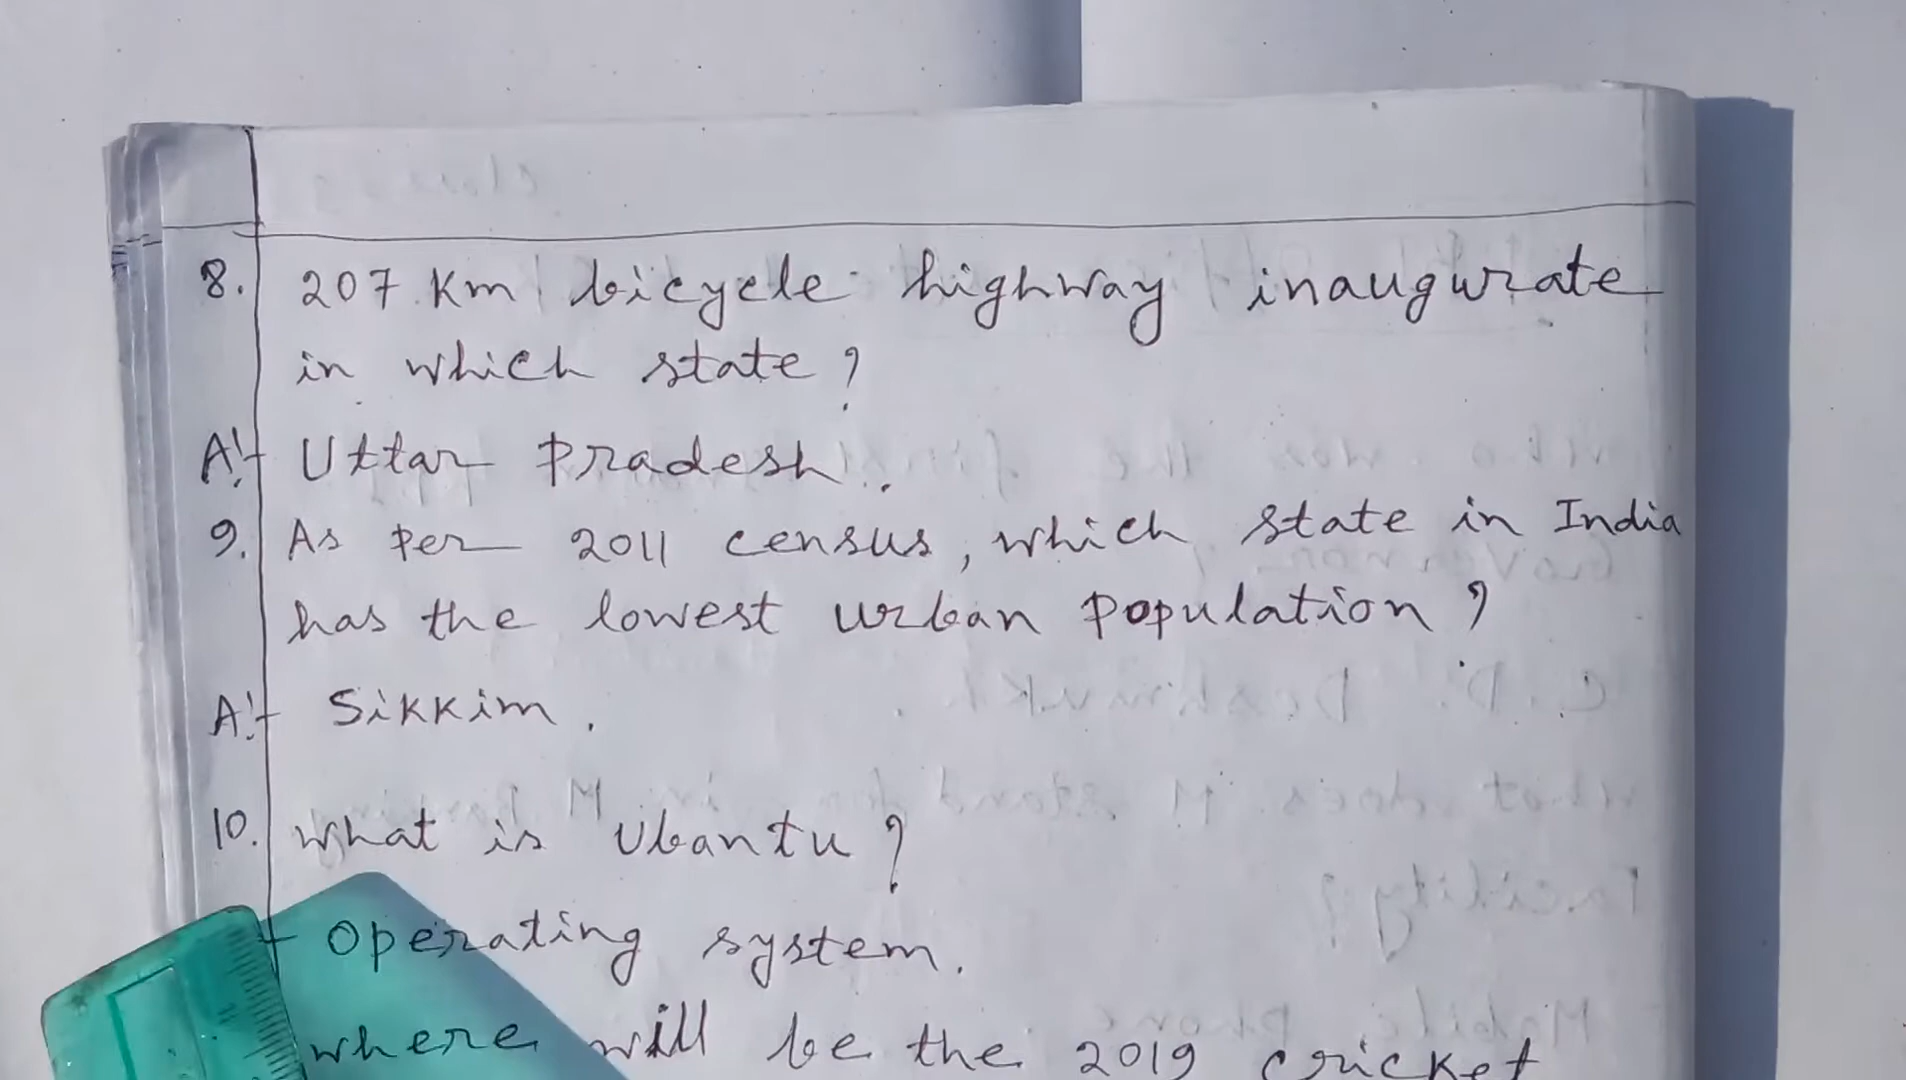 8. 207 Km bicycle highway inaugurate
in which state?
A:- Uttar Pradesh.
9. As Per 2011 census, which state in India
has the lowest urban Population?
A:- Sikkim.
10. What is Ubantu?
- Operating system.
where will be the 2019 cricket